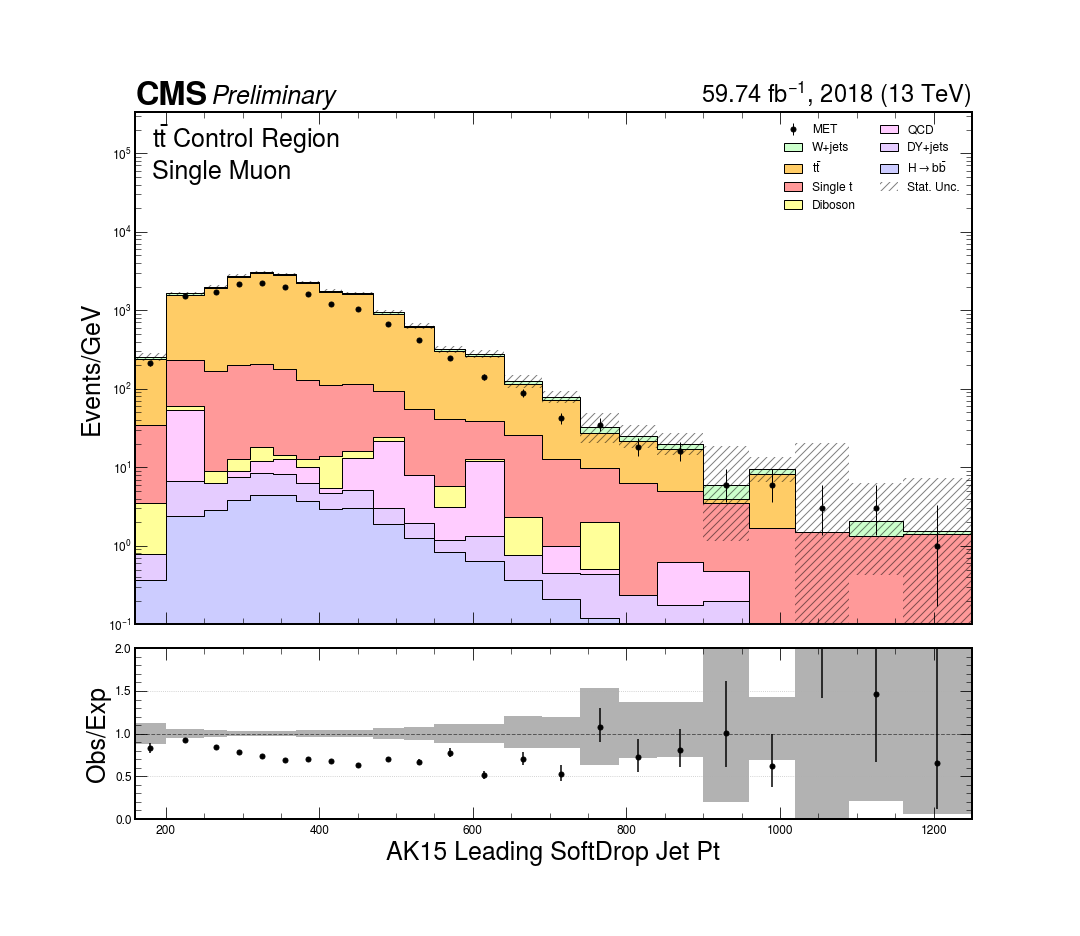 CMS Preliminary
59.74 fb⁻¹, 2018 (13 TeV)
tt̄ Control Region
Single Muon
MET
W+jets
tt̄
Single t
Diboson
QCD
DY+jets
H→bb̄
Stat. Unc.
Events/GeV
10⁵
10⁴
10³
10²
10¹
10⁰
10⁻¹
Obs/Exp
2.0
1.5
1.0
0.5
0.0
200 400 600 800 1000 1200
AK15 Leading SoftDrop Jet Pt